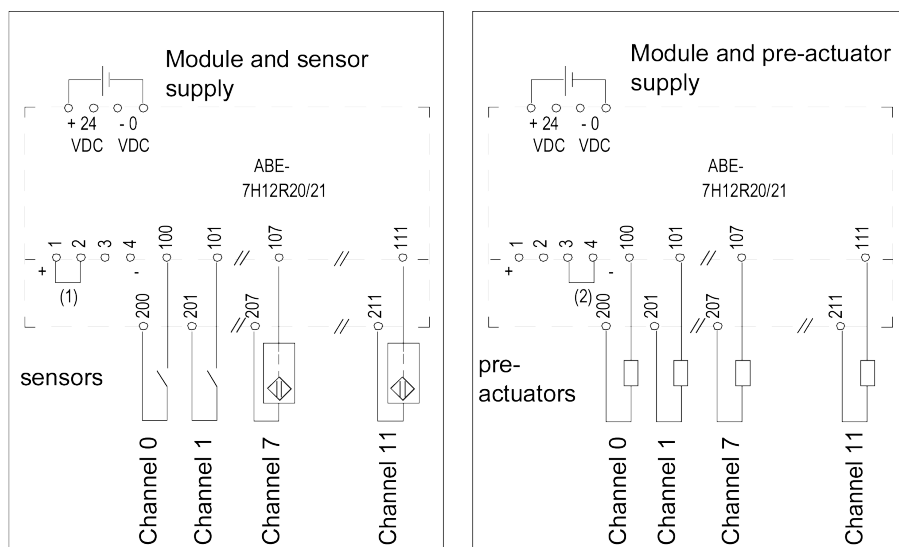 Module and sensor
supply
+ 24 - 0
VDC VDC
ABE-
7H12R20/21
1 2 3 4 100 101 // 107 // 111
+ -
(1)
200 201 // 207 // 211
sensors
Channel 0
Channel 1
Channel 7
Channel 11
Module and pre-actuator
supply
+ 24 - 0
VDC VDC
ABE-
7H12R20/21
1 2 3 4 100 101 // 107 111
+ -
(2)
200 201 // 207 // 211
pre-
actuators
Channel 0
Channel 1
Channel 7
Channel 11